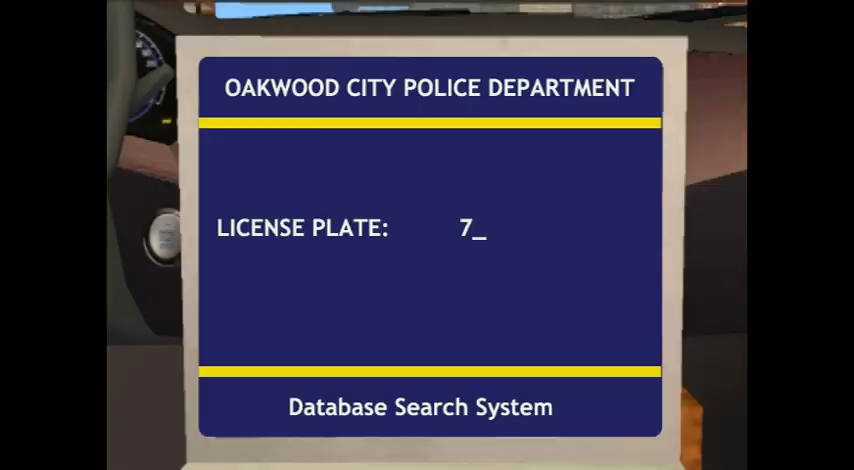 OAKWOOD CITY POLICE DEPARTMENT
LICENSE PLATE: 7_
Database Search System